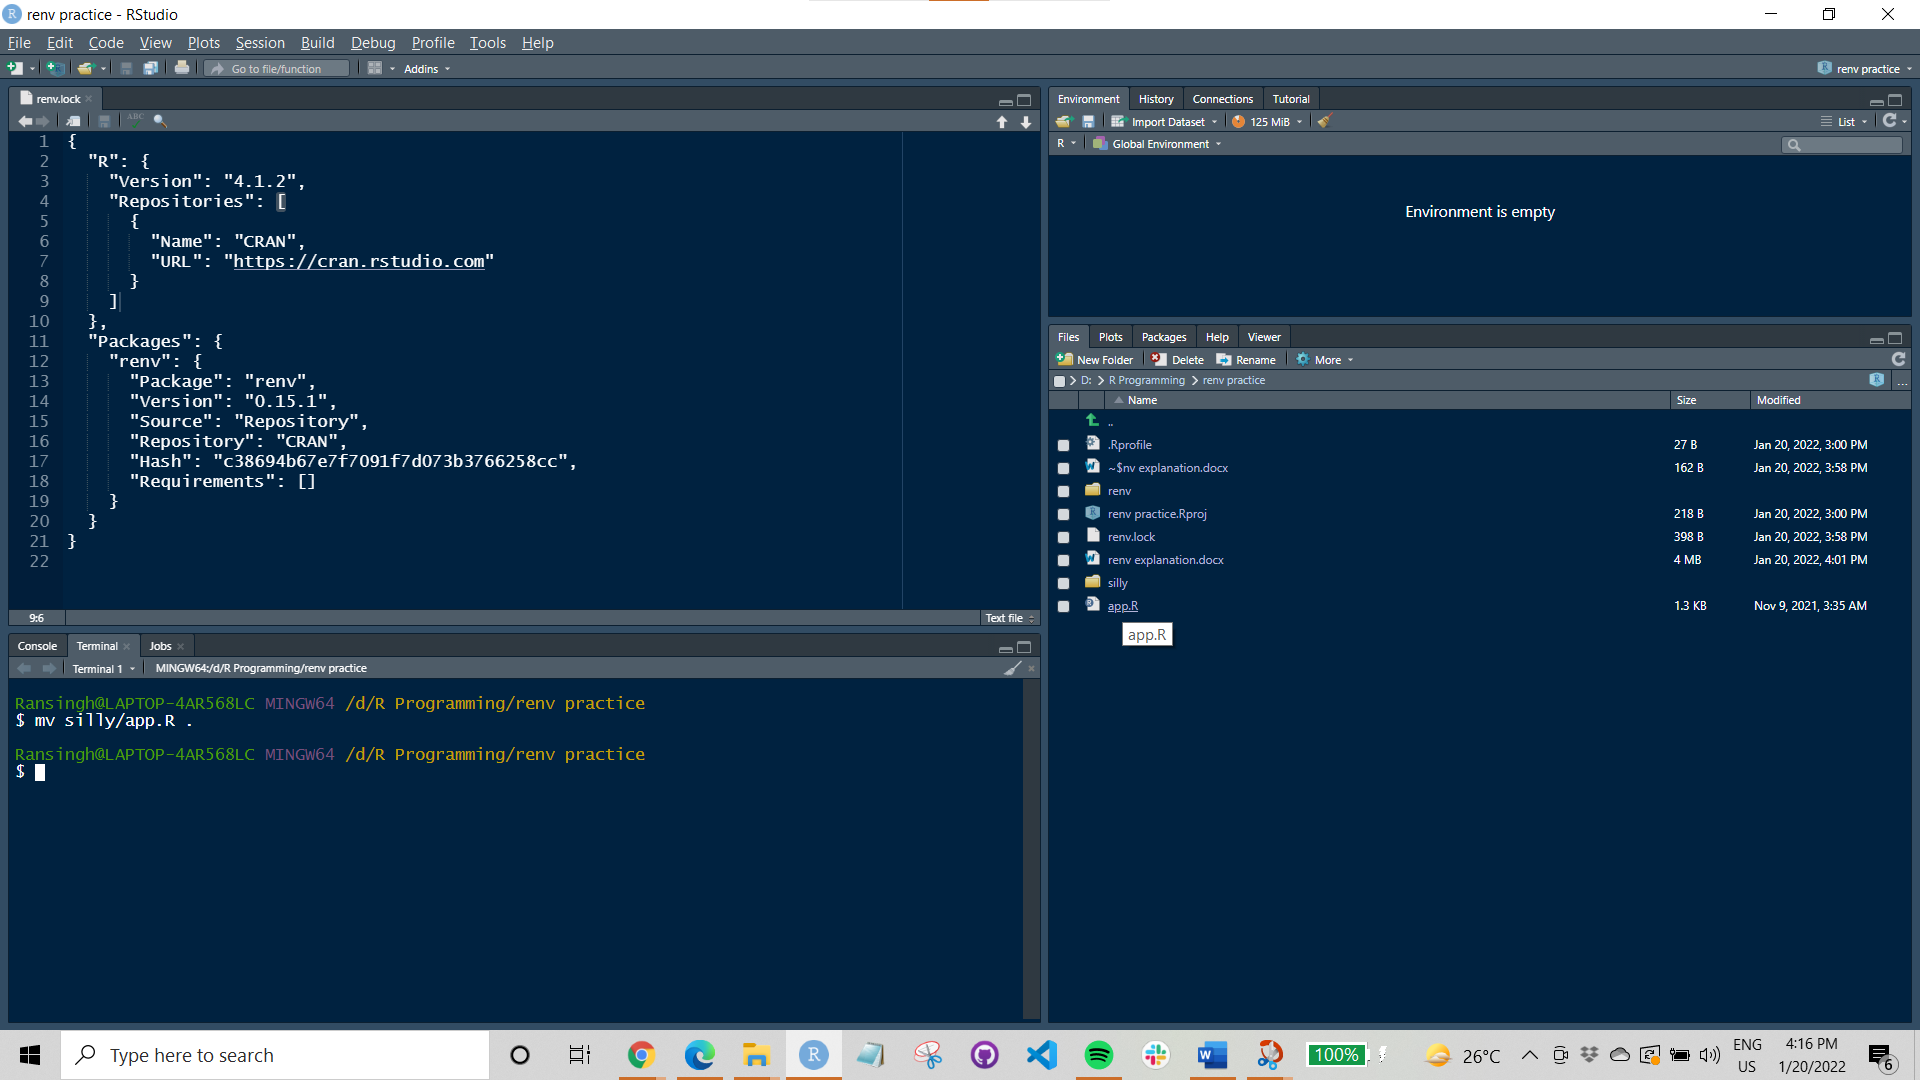 renv practice - RStudio
File Edit Code View Plots Session Build Debug Profile Tools Help
Go to file/function Addins renv practice
renv.lock
ABC
1 {
2 "R": {
3 "Version": "4.1.2",
4 "Repositories": [
5 {
6 "Name": "CRAN",
7 "URL": "https://cran.rstudio.com"
8 }
9 ]
10 },
11 "Packages": {
12 "renv": {
13 "Package": "renv",
14 "Version": "0.15.1",
15 "Source": "Repository",
16 "Repository": "CRAN",
17 "Hash": "c38694b67e7f7091f7d073b3766258cc",
18 "Requirements": []
19 }
20 }
21 }
22
9:6 Text file
Console Terminal Jobs
Terminal 1 MINGW64:/d/R Programming/renv practice
Ransingh@LAPTOP-4AR568LC MINGW64 /d/R Programming/renv practice
$ mv silly/app.R .
Ransingh@LAPTOP-4AR568LC MINGW64 /d/R Programming/renv practice
$
Environment History Connections Tutorial
Import Dataset 125 MiB List
R Global Environment
Environment is empty
Files Plots Packages Help Viewer
New Folder Delete Rename More
D: R Programming renv practice ...
Name Size Modified
..
.Rprofile 27 B Jan 20, 2022, 3:00 PM
~$nv explanation.docx 162 B Jan 20, 2022, 3:58 PM
renv
renv practice.Rproj 218 B Jan 20, 2022, 3:00 PM
renv.lock 398 B Jan 20, 2022, 3:58 PM
renv explanation.docx 4 MB Jan 20, 2022, 4:01 PM
silly
app.R 1.3 KB Nov 9, 2021, 3:35 AM
app.R
Type here to search
100% 26°C ENG US 4:16 PM 1/20/2022 6